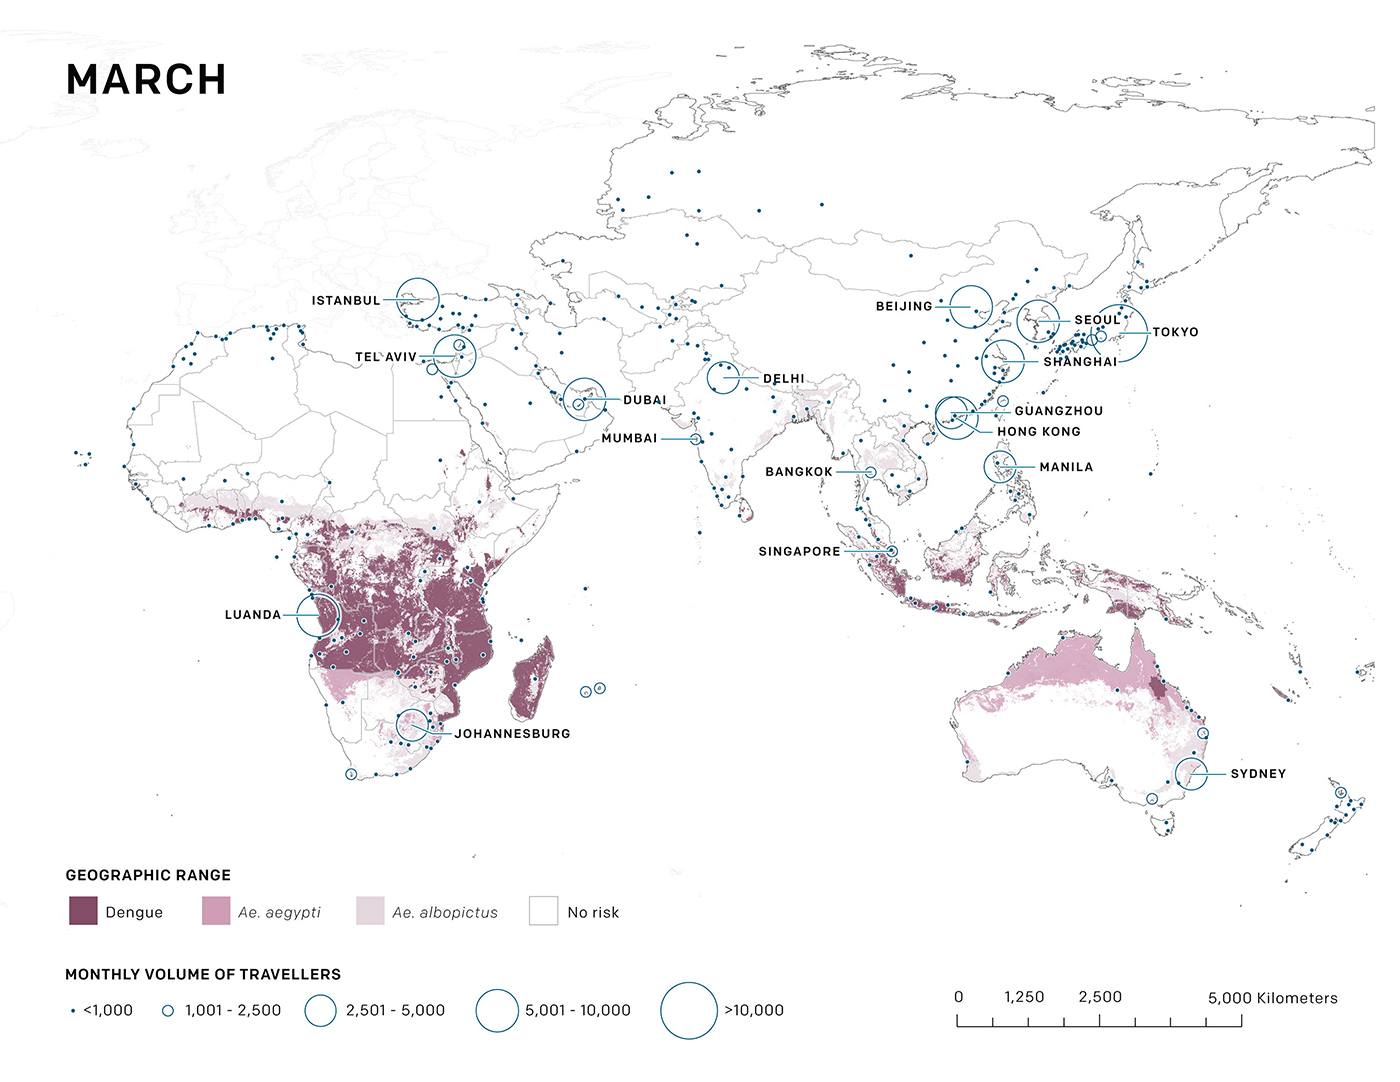 MARCH
ISTANBUL
BEIJING
SEOUL
TOKYO
TEL AVIV
SHANGHAI
DELHI
DUBAI
GUANGZHOU
HONG KONG
MUMBAI
MANILA
BANGKOK
SINGAPORE
LUANDA
JOHANNESBURG
SYDNEY
GEOGRAPHIC RANGE
Dengue Ae. aegypti Ae. albopictus No risk
MONTHLY VOLUME OF TRAVELLERS
<1,000 1,001 - 2,500 2,501 - 5,000 5,001 - 10,000 >10,000
0 1,250 2,500 5,000 Kilometers